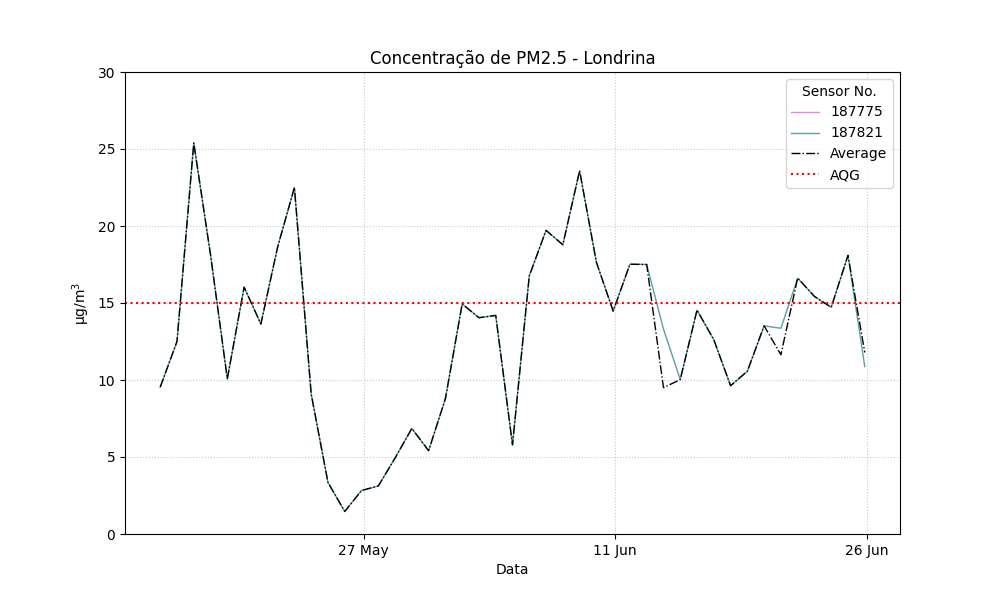 Concentração de PM2.5 - Londrina
30
25
20
15
10
5
0
µg/m³
27 May
11 Jun
26 Jun
Data
Sensor No.
187775
187821
Average
AQG